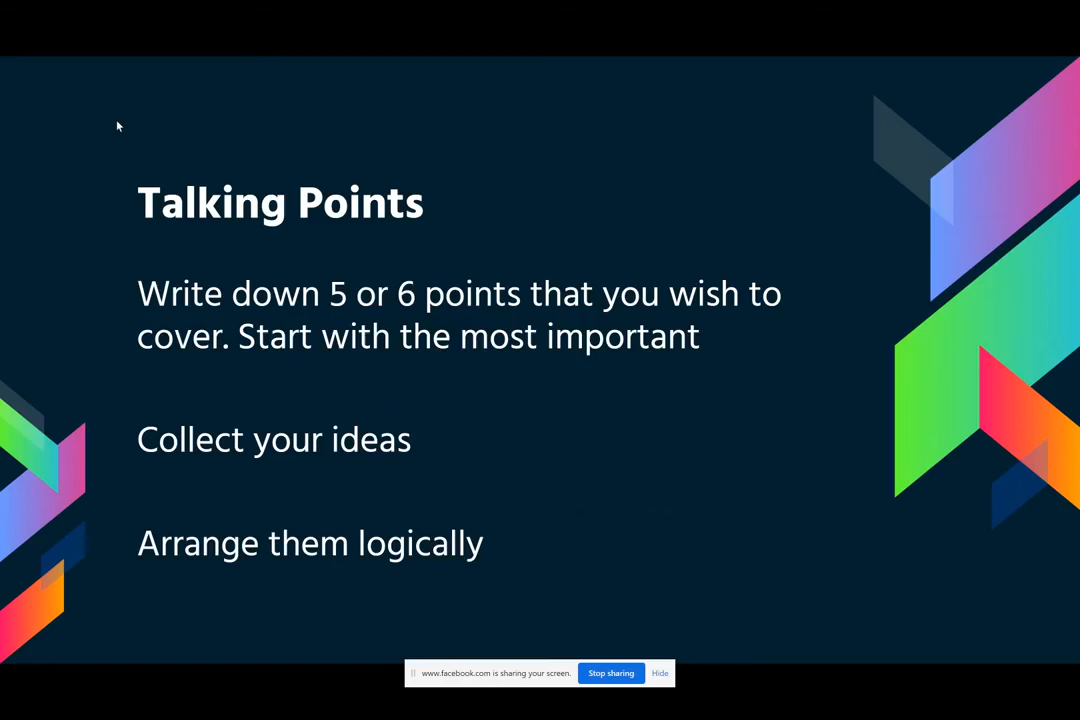 Talking Points
Write down 5 or 6 points that you wish to
cover. Start with the most important
Collect your ideas
Arrange them logically
www.facebook.com is sharing your screen.
Stop sharing
Hide